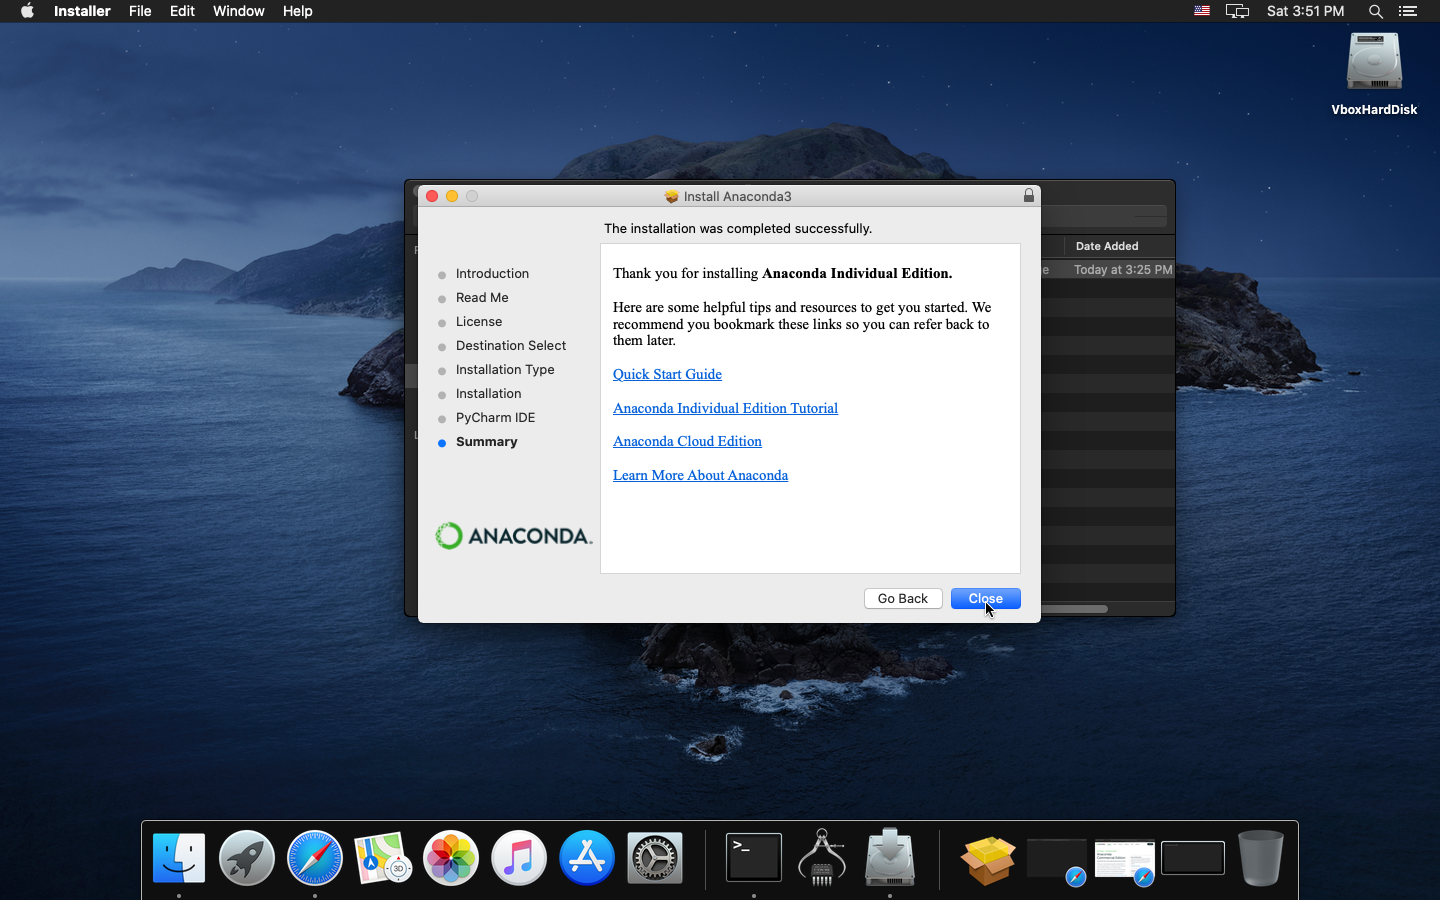 Installer File Edit Window Help
Sat 3:51 PM
VboxHardDisk
Install Anaconda3
The installation was completed successfully.
Date Added
Today at 3:25 PM
Introduction
Read Me
License
Destination Select
Installation Type
Installation
PyCharm IDE
Summary
Thank you for installing Anaconda Individual Edition.
Here are some helpful tips and resources to get you started. We
recommend you bookmark these links so you can refer back to
them later.
Quick Start Guide
Anaconda Individual Edition Tutorial
Anaconda Cloud Edition
Learn More About Anaconda
ANACONDA.
Go Back
Close
3D
>_